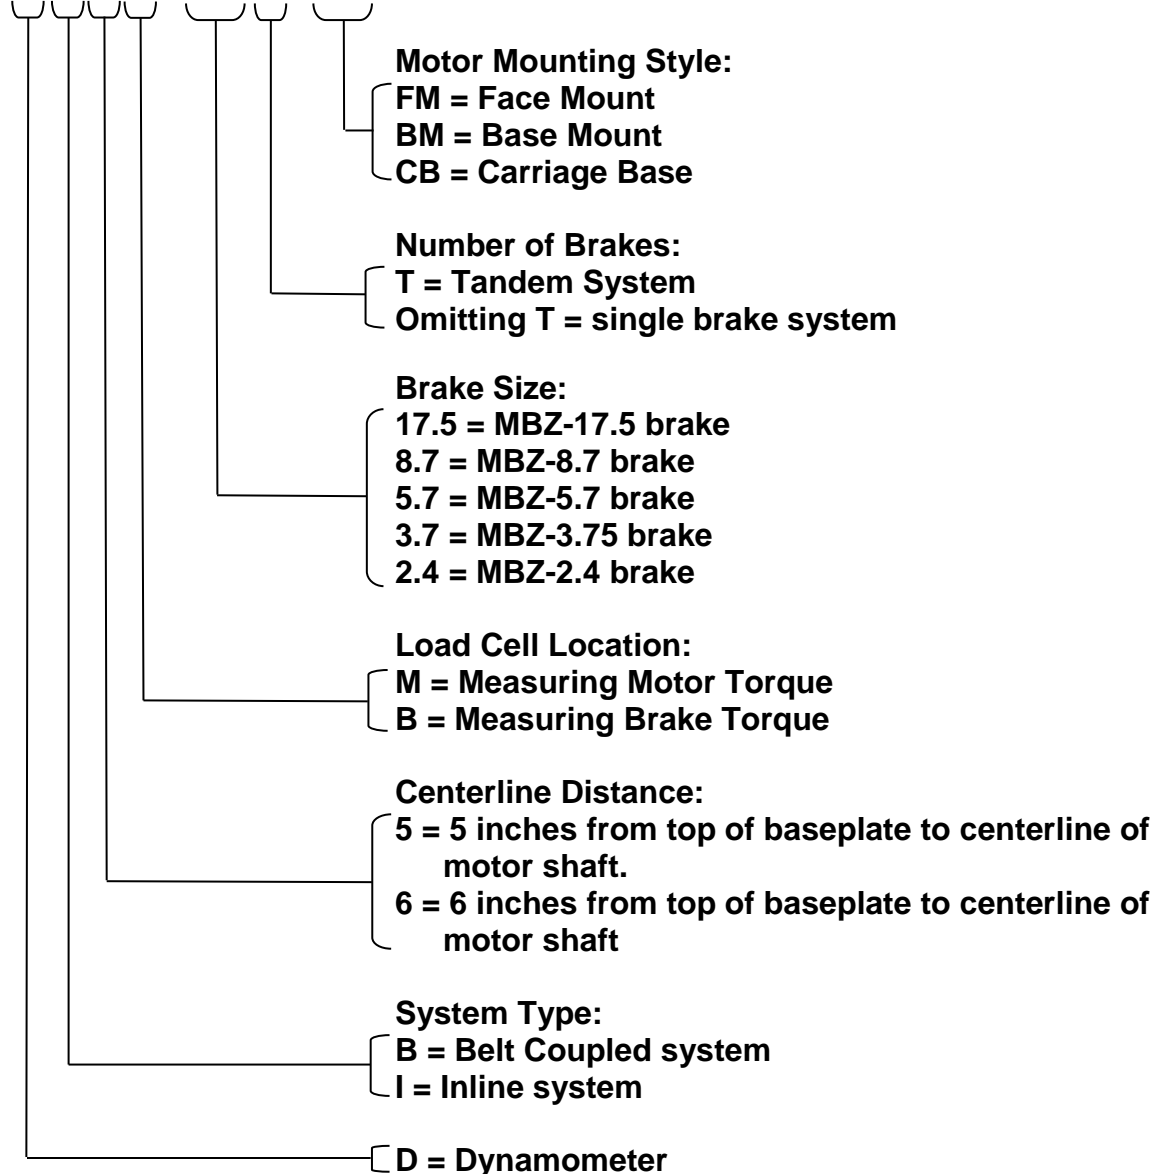 Motor Mounting Style:
FM = Face Mount
BM = Base Mount
CB = Carriage Base
Number of Brakes:
T = Tandem System
Omitting T = single brake system
Brake Size:
17.5 = MBZ-17.5 brake
8.7 = MBZ-8.7 brake
5.7 = MBZ-5.7 brake
3.7 = MBZ-3.75 brake
2.4 = MBZ-2.4 brake
Load Cell Location:
M = Measuring Motor Torque
B = Measuring Brake Torque
Centerline Distance:
5 = 5 inches from top of baseplate to centerline of
motor shaft.
6 = 6 inches from top of baseplate to centerline of
motor shaft
System Type:
B = Belt Coupled system
I = Inline system
D = Dynamometer